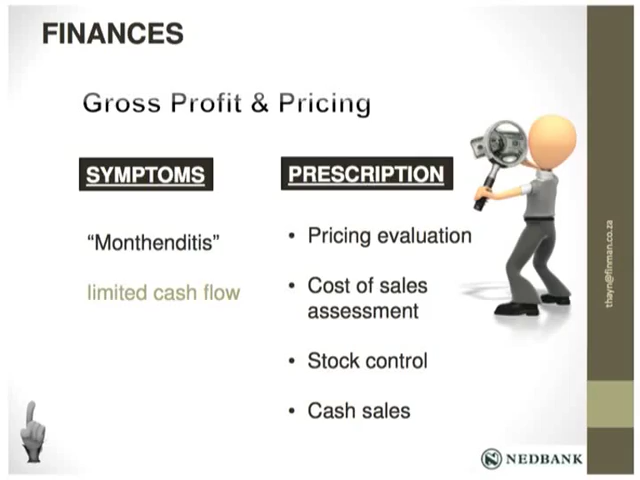 FINANCES
Gross Profit & Pricing
SYMPTOMS
“Monthenditis”
limited cash flow
PRESCRIPTION
• Pricing evaluation
• Cost of sales
assessment
• Stock control
• Cash sales
thayn@finman.co.za
NEDBANK